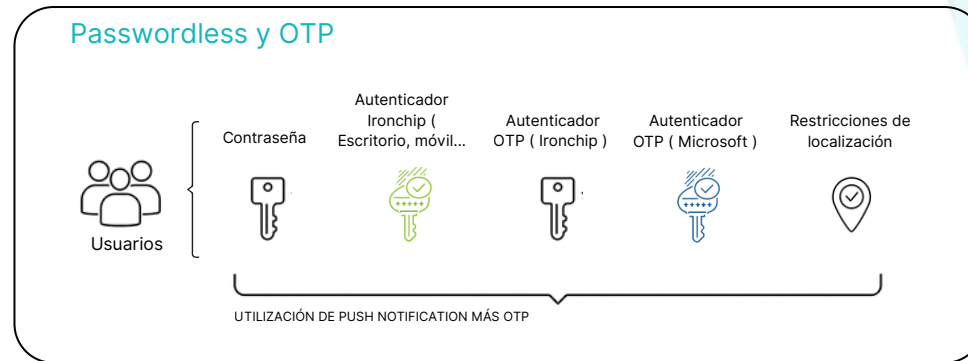 Passwordless y OTP
Contraseña
Autenticador
Ironchip (
Escritorio, móvil...
Autenticador
OTP ( Ironchip )
Autenticador
OTP ( Microsoft )
Restricciones de
localización
Usuarios
UTILIZACIÓN DE PUSH NOTIFICATION MÁS OTP